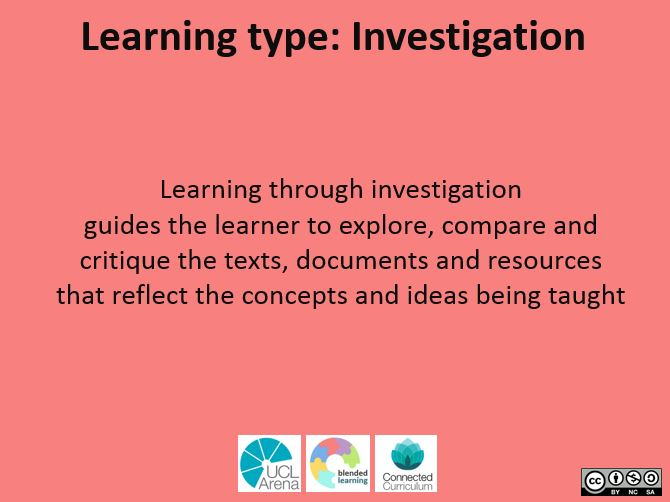 Learning type: Investigation
Learning through investigation
guides the learner to explore, compare and
critique the texts, documents and resources
that reflect the concepts and ideas being taught
UCL
Arena
blended
learning
Connected
Curriculum
cc
BY NC SA